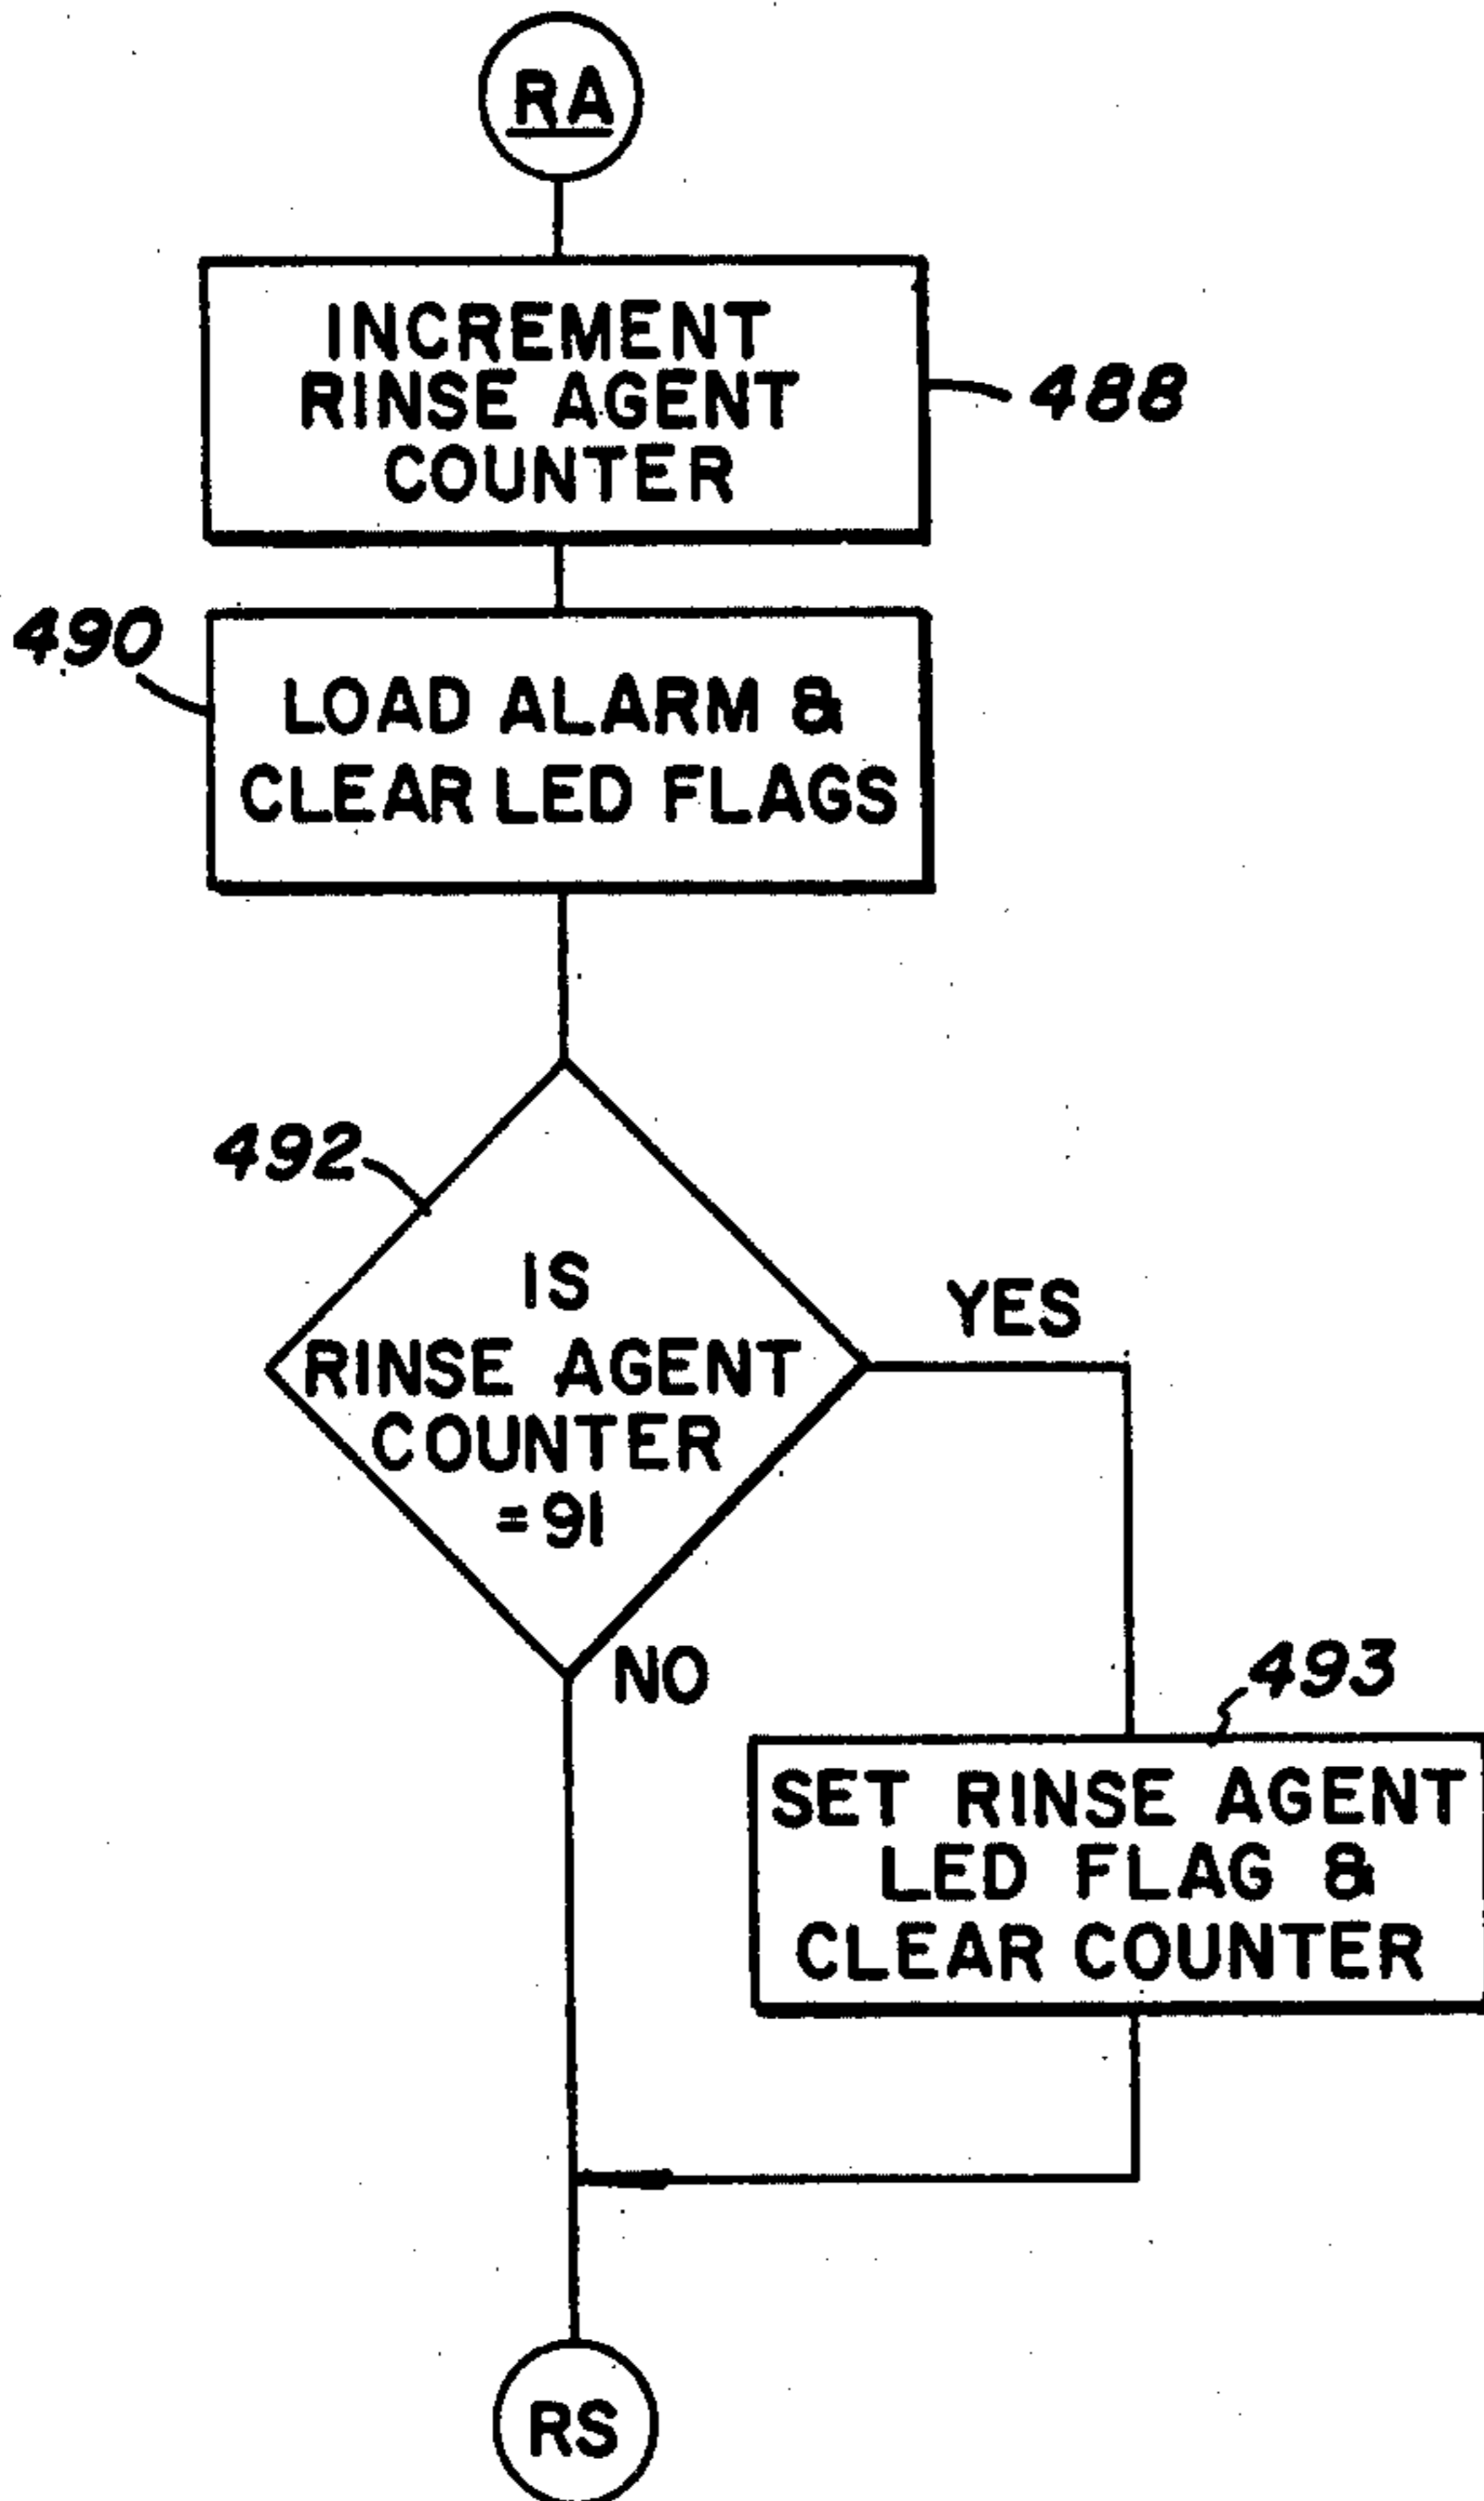 RA
INCREMENT
RINSE AGENT
COUNTER
488
490
LOAD ALARM &
CLEAR LED FLAGS
492
IS
RINSE AGENT
COUNTER
=91
YES
NO
493
SET RINSE AGENT
LED FLAG &
CLEAR COUNTER
RS